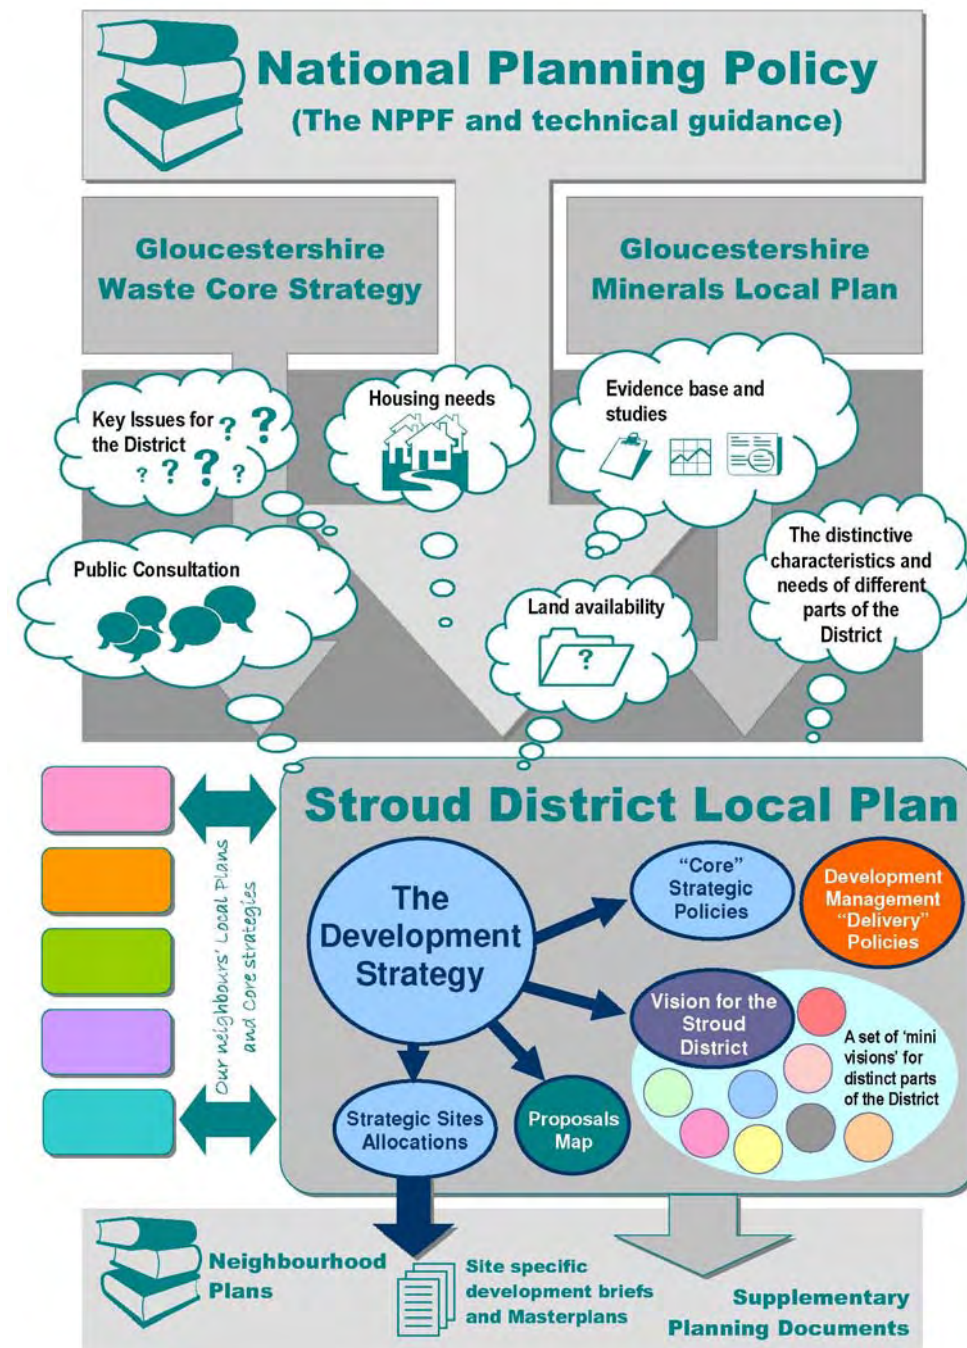 National Planning Policy
(The NPPF and technical guidance)
Gloucestershire
Waste Core Strategy
Gloucestershire
Minerals Local Plan
Key Issues for
the District
? ? ? ? ? ?
Housing needs
Evidence base and
studies
Public Consultation
Land availability
?
The distinctive
characteristics and
needs of different
parts of the
District
Our neighbours' Local Plans
and Core strategies
Stroud District Local Plan
The
Development
Strategy
“Core”
Strategic
Policies
Development
Management
“Delivery”
Policies
Vision for the
Stroud
District
A set of ‘mini
visions’ for
distinct parts
of the District
Strategic Sites
Allocations
Proposals
Map
Neighbourhood
Plans
Site specific
development briefs
and Masterplans
Supplementary
Planning Documents